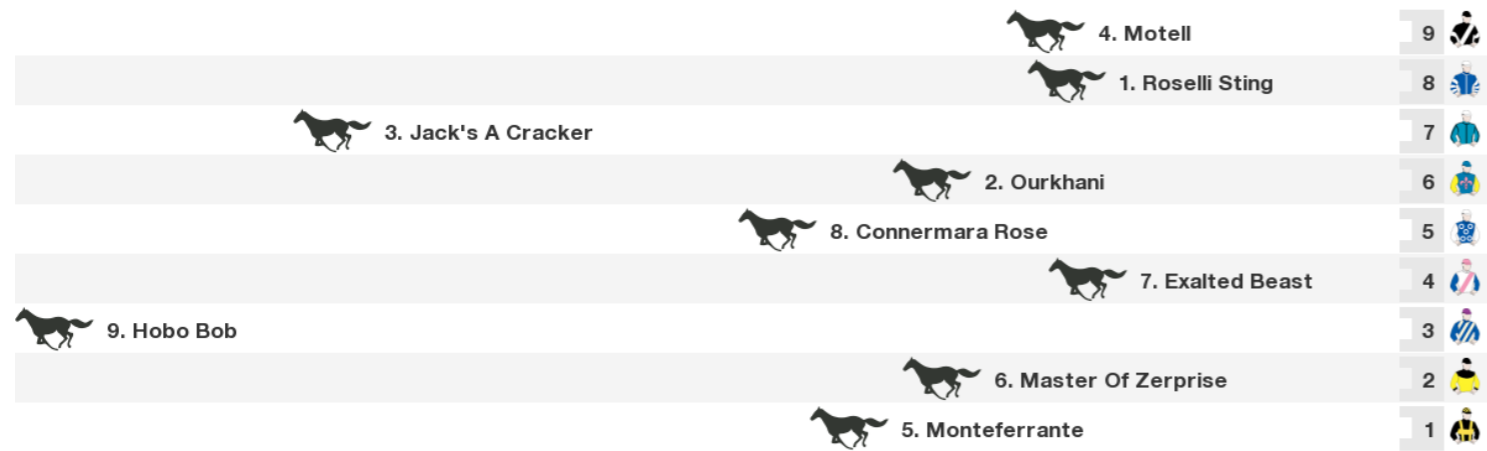 4. Motell 9
1. Roselli Sting 8
3. Jack's A Cracker 7
2. Ourkhani 6
8. Connermara Rose 5
7. Exalted Beast 4
9. Hobo Bob 3
6. Master Of Zerprise 2
5. Monteferrante 1